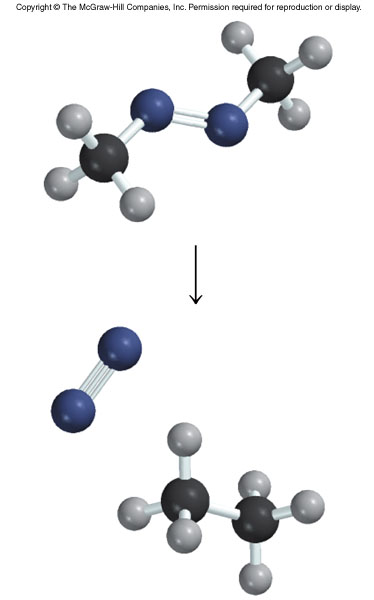 Copyright © The McGraw-Hill Companies, Inc. Permission required for reproduction or display.